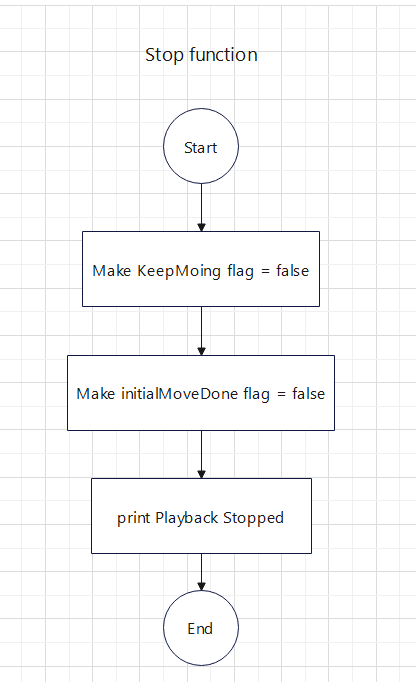 Stop function
Start
Make KeepMoing flag = false
Make initialMoveDone flag = false
print Playback Stopped
End